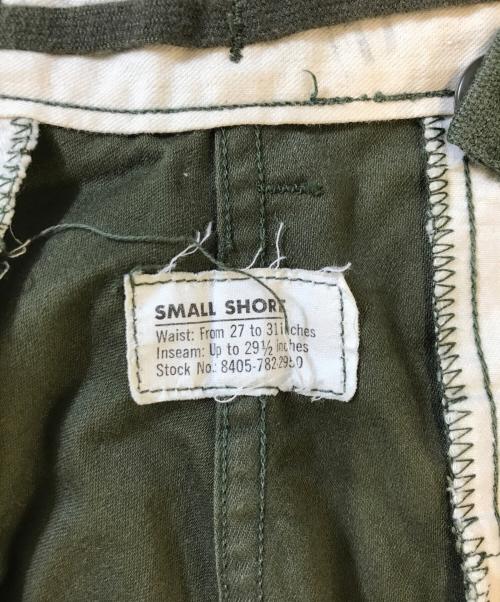 SMALL SHORT
Waist: From 27 to 31 inches
Inseam: Up to 29½ inches
Stock No.: 8405-782-2950